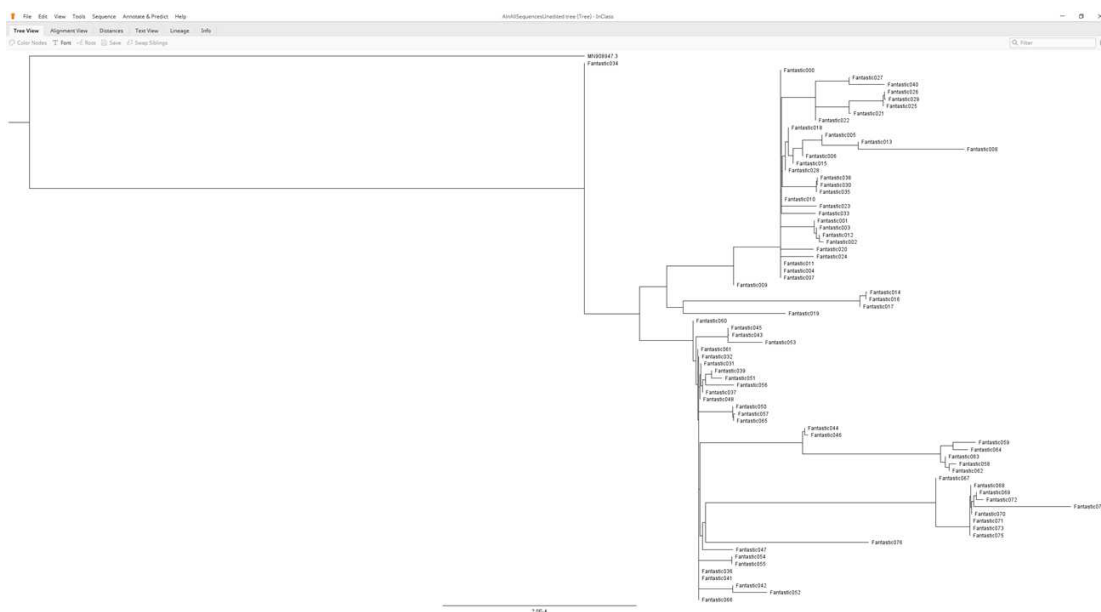 File Edit View Tools Sequence Annotate & Predict Help
(Tree) - InClass
Tree View Alignment View Distances Text View Lineage Info
Color Nodes Font Root Save Swap Siblings
Filter
MN908947.3
Fantastic034
Fantastic000
Fantastic027
Fantastic040
Fantastic026
Fantastic029
Fantastic025
Fantastic021
Fantastic022
Fantastic018
Fantastic005
Fantastic013
Fantastic008
Fantastic006
Fantastic015
Fantastic028
Fantastic038
Fantastic030
Fantastic035
Fantastic010
Fantastic023
Fantastic033
Fantastic001
Fantastic003
Fantastic012
Fantastic002
Fantastic020
Fantastic024
Fantastic011
Fantastic004
Fantastic007
Fantastic009
Fantastic014
Fantastic016
Fantastic017
Fantastic019
Fantastic060
Fantastic045
Fantastic043
Fantastic053
Fantastic061
Fantastic032
Fantastic031
Fantastic039
Fantastic051
Fantastic056
Fantastic037
Fantastic049
Fantastic050
Fantastic057
Fantastic065
Fantastic044
Fantastic046
Fantastic059
Fantastic064
Fantastic063
Fantastic058
Fantastic062
Fantastic067
Fantastic068
Fantastic069
Fantastic072
Fantastic070
Fantastic071
Fantastic073
Fantastic075
Fantastic076
Fantastic047
Fantastic054
Fantastic055
Fantastic036
Fantastic041
Fantastic042
Fantastic052
Fantastic066